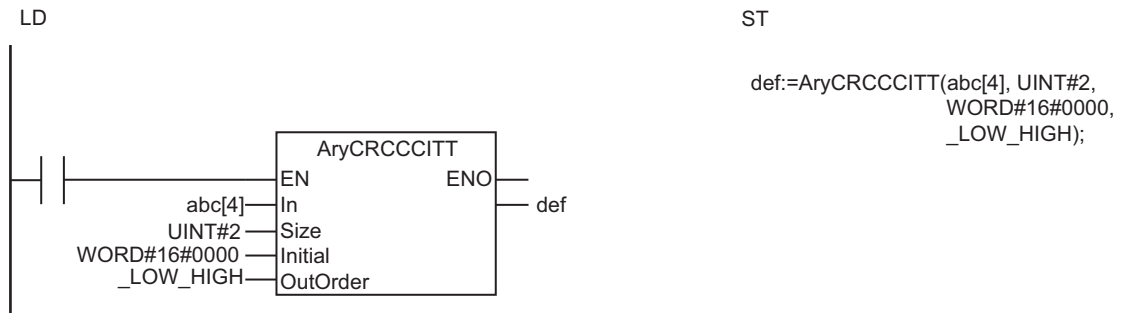 LD
ST
def:=AryCRCCCITT(abc[4], UINT#2,
WORD#16#0000,
_LOW_HIGH);
AryCRCCCITT
EN ENO
abc[4] In def
UINT#2 Size
WORD#16#0000 Initial
_LOW_HIGH OutOrder